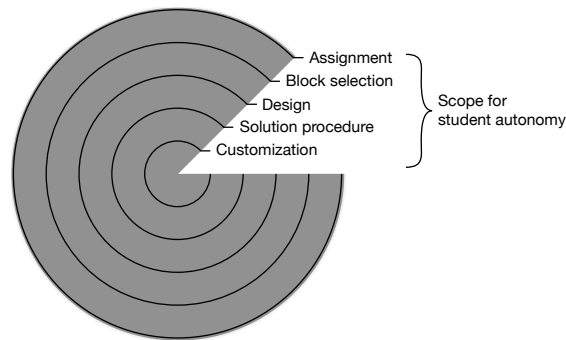 Assignment
Block selection
Design
Solution procedure
Customization
Scope for
student autonomy